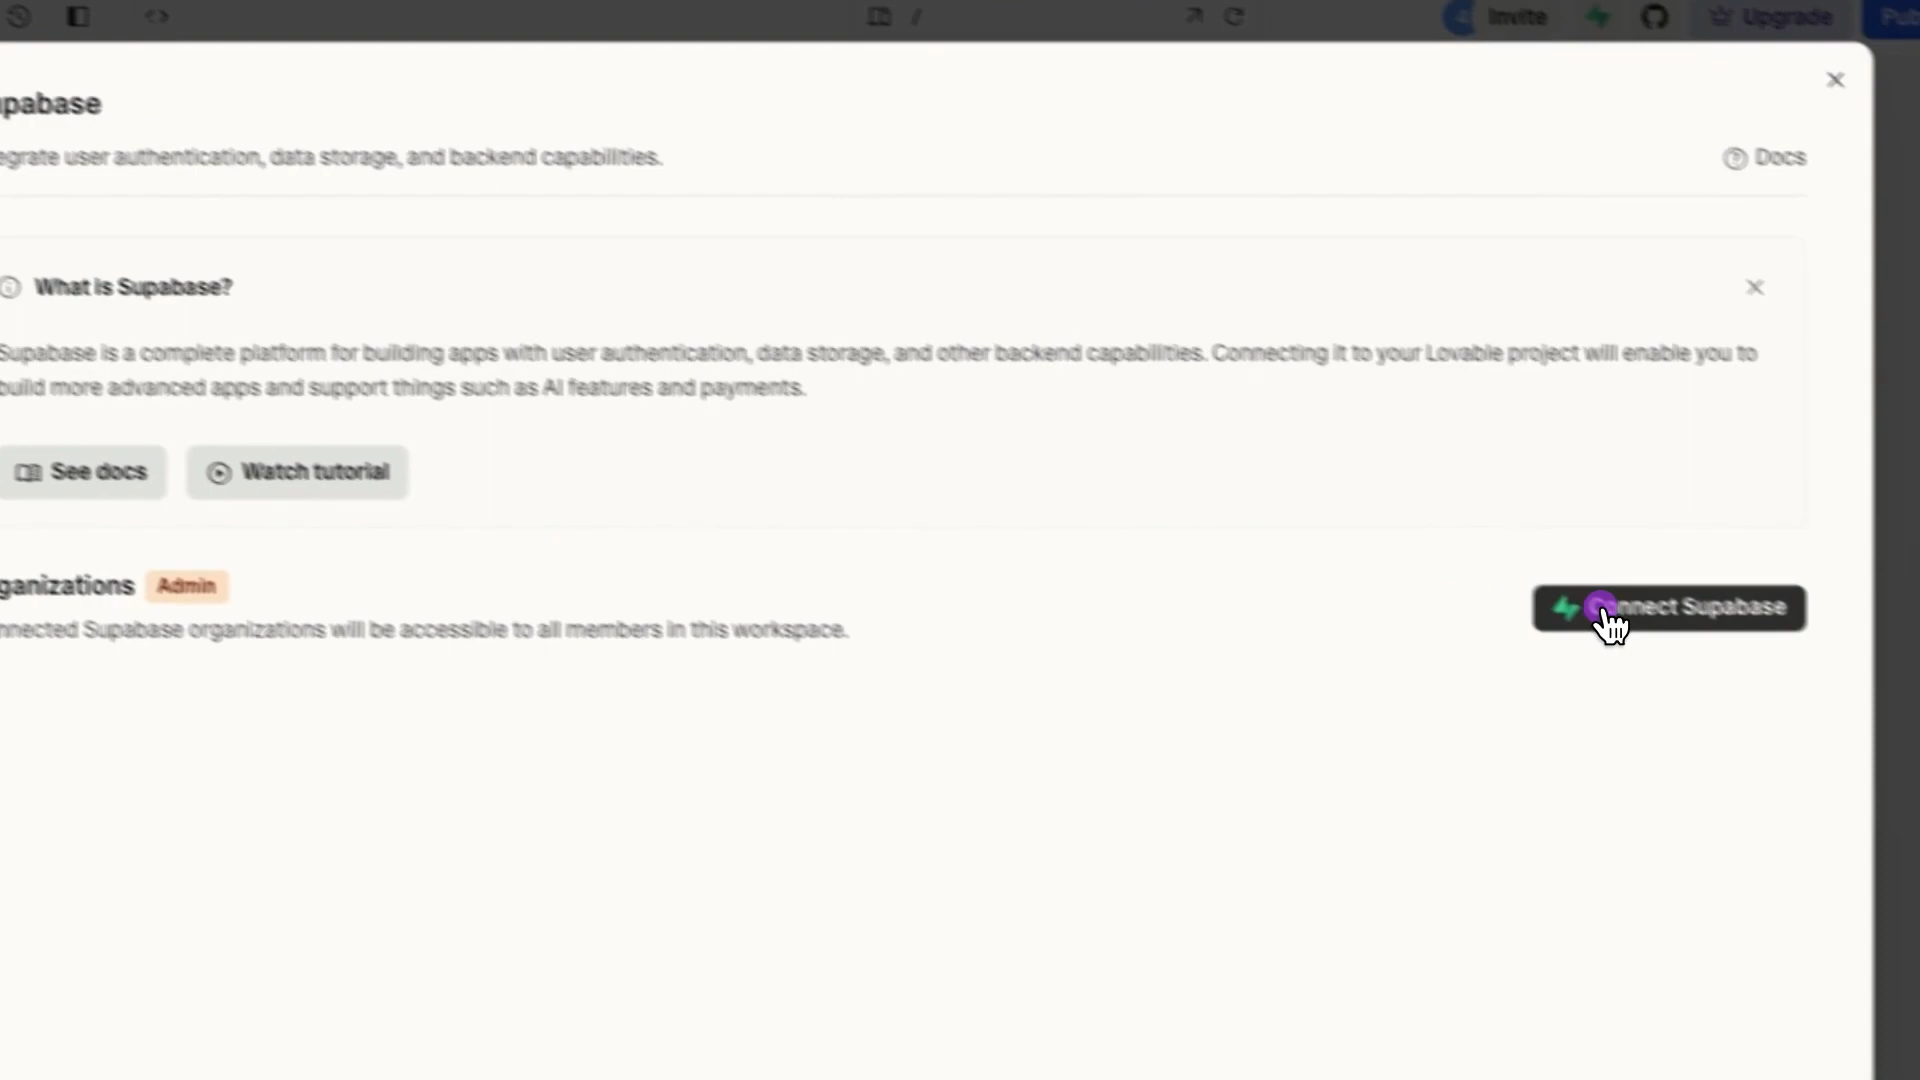 /
Invite
Upgrade
Pub
pabase
egrate user authentication, data storage, and backend capabilities.
Docs
What is Supabase?
Supabase is a complete platform for building apps with user authentication, data storage, and other backend capabilities. Connecting it to your Lovable project will enable you to
build more advanced apps and support things such as AI features and payments.
See docs
Watch tutorial
ganizations
Admin
nnected Supabase organizations will be accessible to all members in this workspace.
Connect Supabase